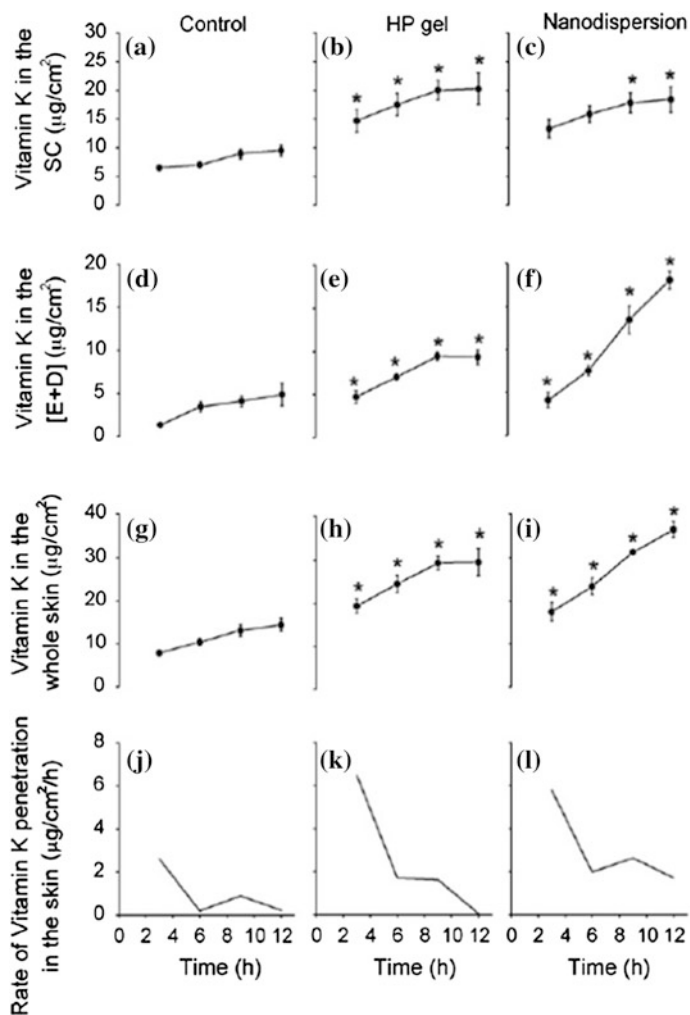 Control
HP gel
Nanodispersion
Vitamin K in the
SC (μg/cm²)
30
25
20
15
10
5
0
(a)
(b)
* * * *
(c)
* *
Vitamin K in the
[E+D] (μg/cm²)
20
15
10
5
0
(d)
(e)
* * * *
(f)
* * * *
Vitamin K in the
whole skin (μg/cm²)
40
30
20
10
0
(g)
(h)
* * * *
(i)
* * * *
Rate of Vitamin K penetration
in the skin (μg/cm²/h)
8
6
4
2
0
(j)
(k)
(l)
0 2 4 6 8 10 12
0 2 4 6 8 10 12
0 2 4 6 8 10 12
Time (h)
Time (h)
Time (h)